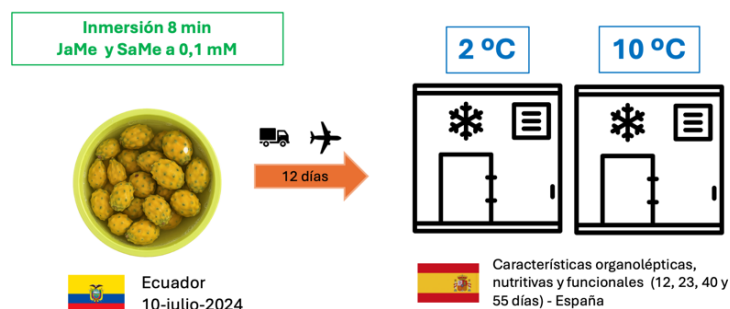 Inmersión 8 min
JaMe y SaMe a 0,1 mM
2 ºC
10 ºC
12 días
Ecuador
10-julio-2024
Características organolépticas,
nutritivas y funcionales (12, 23, 40 y
55 días) - España